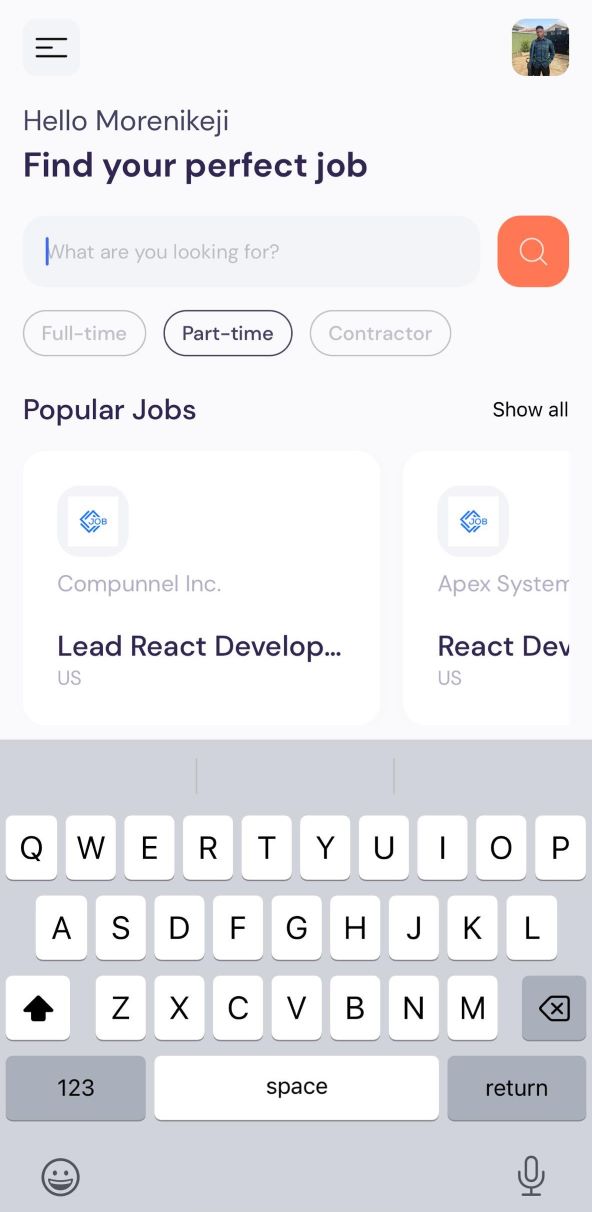 Hello Morenikeji
Find your perfect job
What are you looking for?
Full-time Part-time Contractor
Popular Jobs Show all
JOB JOB
Compunnel Inc. Apex System
Lead React Develop... React Dev
US US
Q W E R T Y U I O P
A S D F G H J K L
Z X C V B N M
123 space return